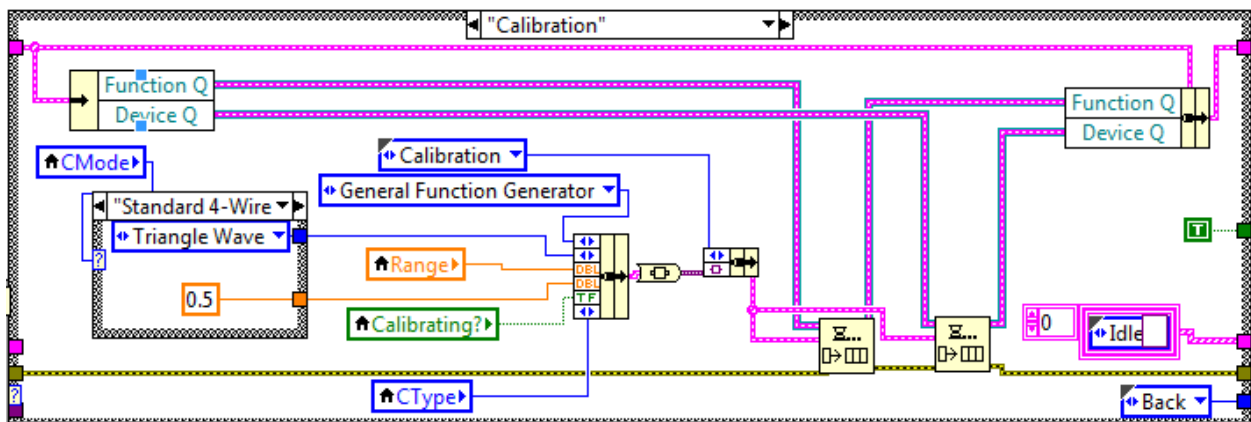 "Calibration"
Function Q
Device Q
Function Q
Device Q
CMode
Calibration
General Function Generator
"Standard 4-Wire
Triangle Wave
?
0.5
Range
Calibrating?
CType
DBL
DBL
TF
T
0
Idle
?
Back